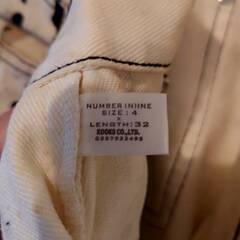 NUMBER (N)INE
SIZE : 4
X
LENGTH: 32
KOOKS CO.,LTD.